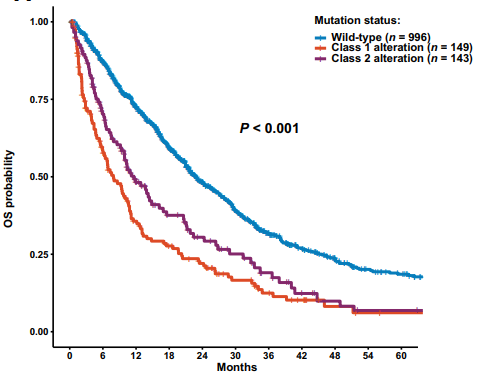 Mutation status:
Wild-type (n = 996)
Class 1 alteration (n = 149)
Class 2 alteration (n = 143)
1.00
0.75
0.50
0.25
0.00
OS probability
P < 0.001
0 6 12 18 24 30 36 42 48 54 60
Months